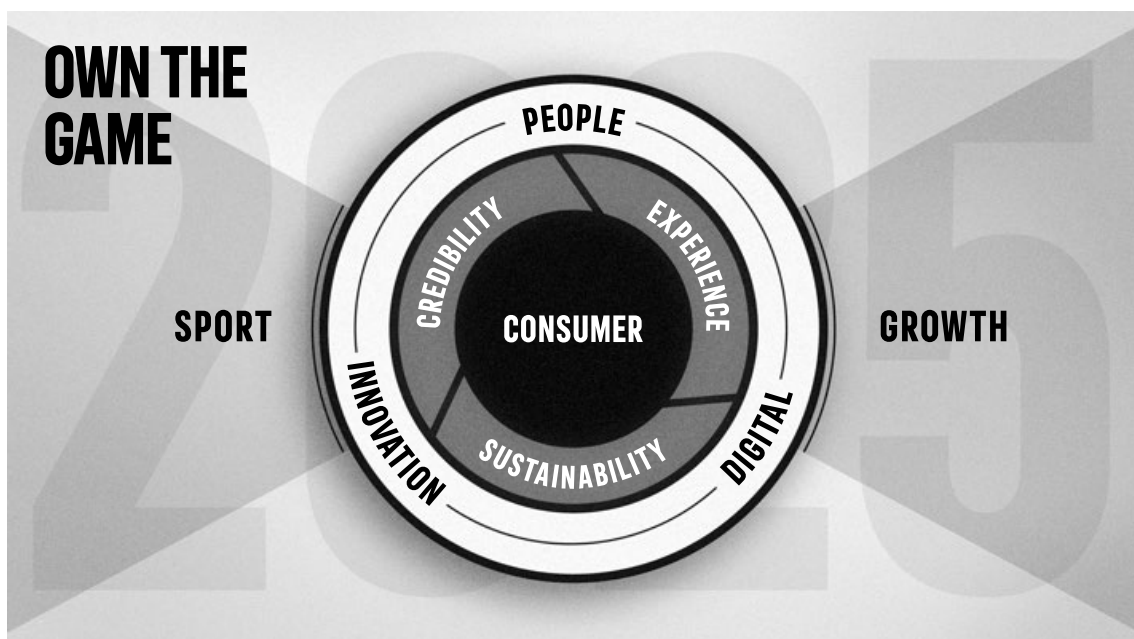 OWN THE
GAME
2025
PEOPLE
CREDIBILITY
EXPERIENCE
SPORT
CONSUMER
GROWTH
INNOVATION
DIGITAL
SUSTAINABILITY